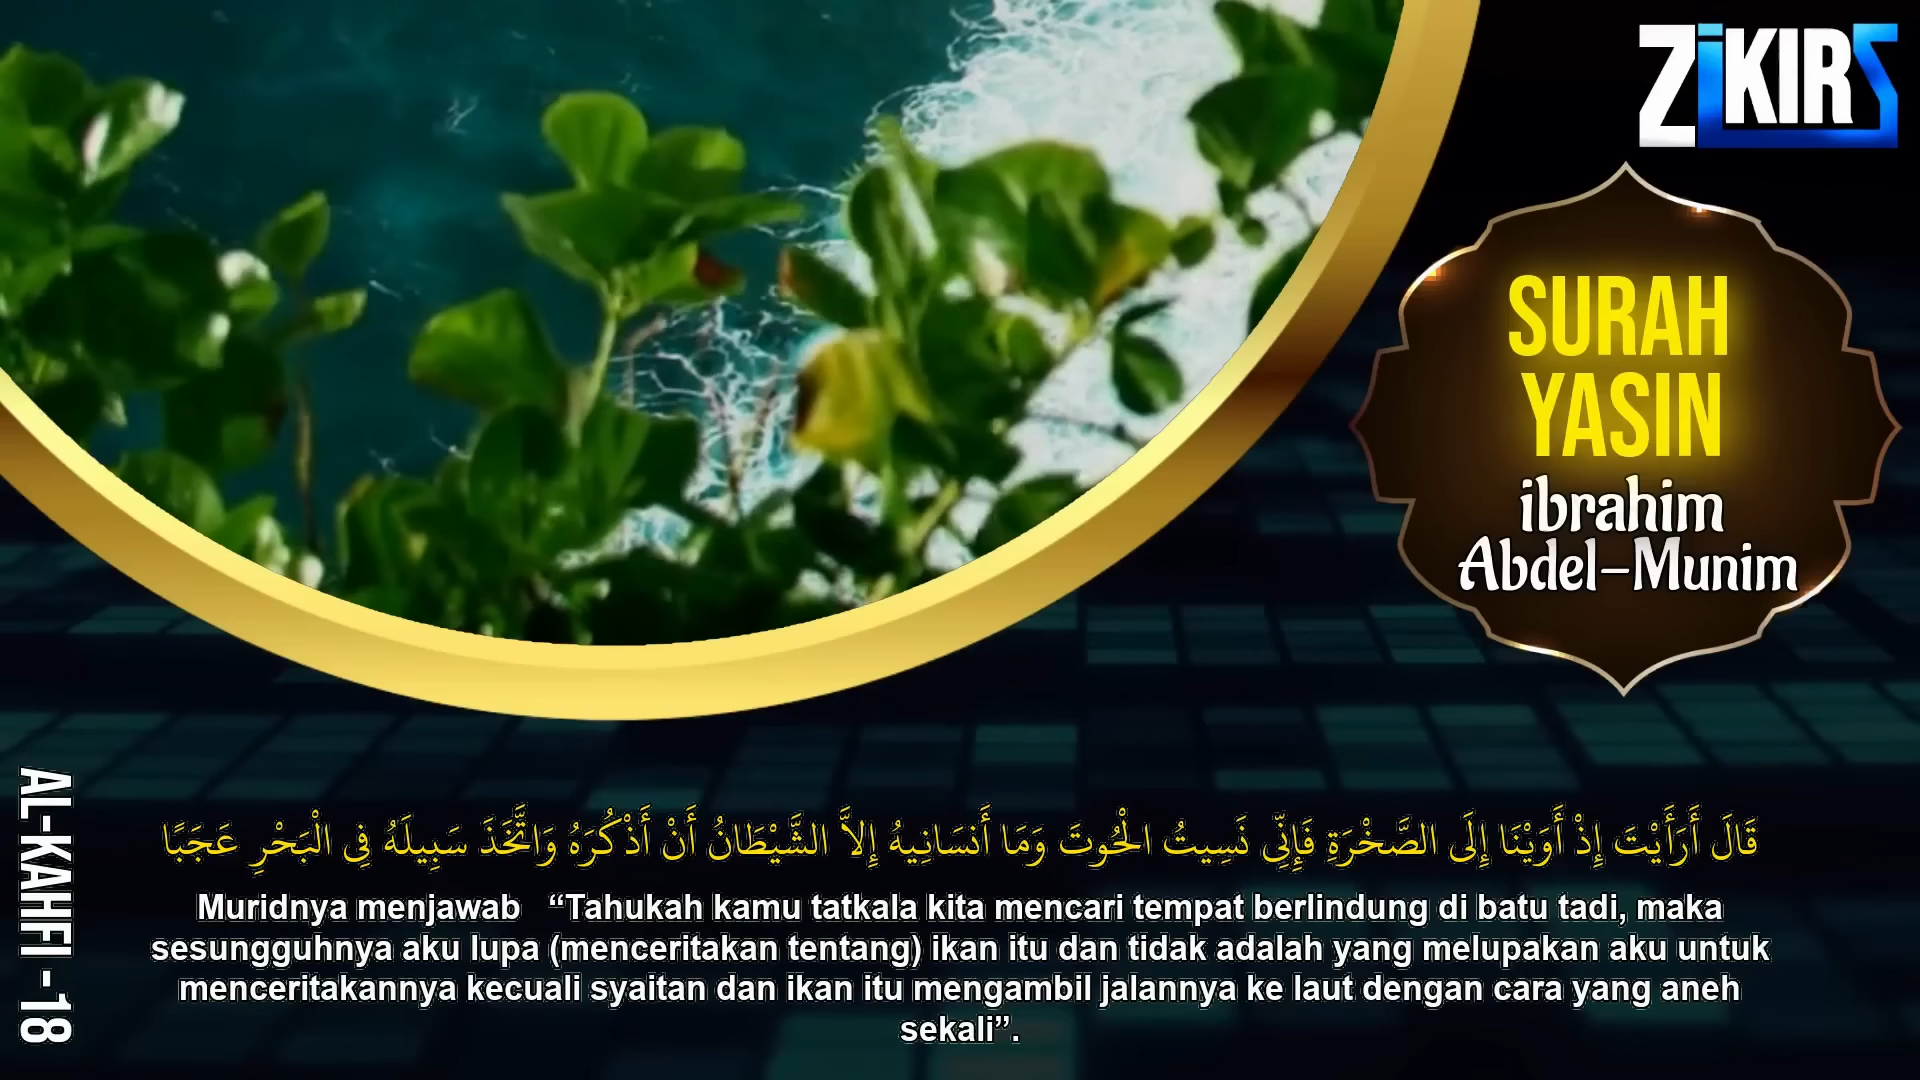 ZiKIRS
SURAH
YASIN
ibrahim
Abdel-Munim
AL-KAHFI - 18
قَالَ أَرَأَيْتَ إِذْ أَوَيْنَا إِلَى الصَّخْرَةِ فَإِنِّى نَسِيتُ الْحُوتَ وَمَا أَنسَانِيهُ إِلاَّ الشَّيْطَانُ أَنْ أَذْكُرَهُ وَاتَّخَذَ سَبِيلَهُ فِى الْبَحْرِ عَجَبًا
Muridnya menjawab “Tahukah kamu tatkala kita mencari tempat berlindung di batu tadi, maka
sesungguhnya aku lupa (menceritakan tentang) ikan itu dan tidak adalah yang melupakan aku untuk
menceritakannya kecuali syaitan dan ikan itu mengambil jalannya ke laut dengan cara yang aneh
sekali”.